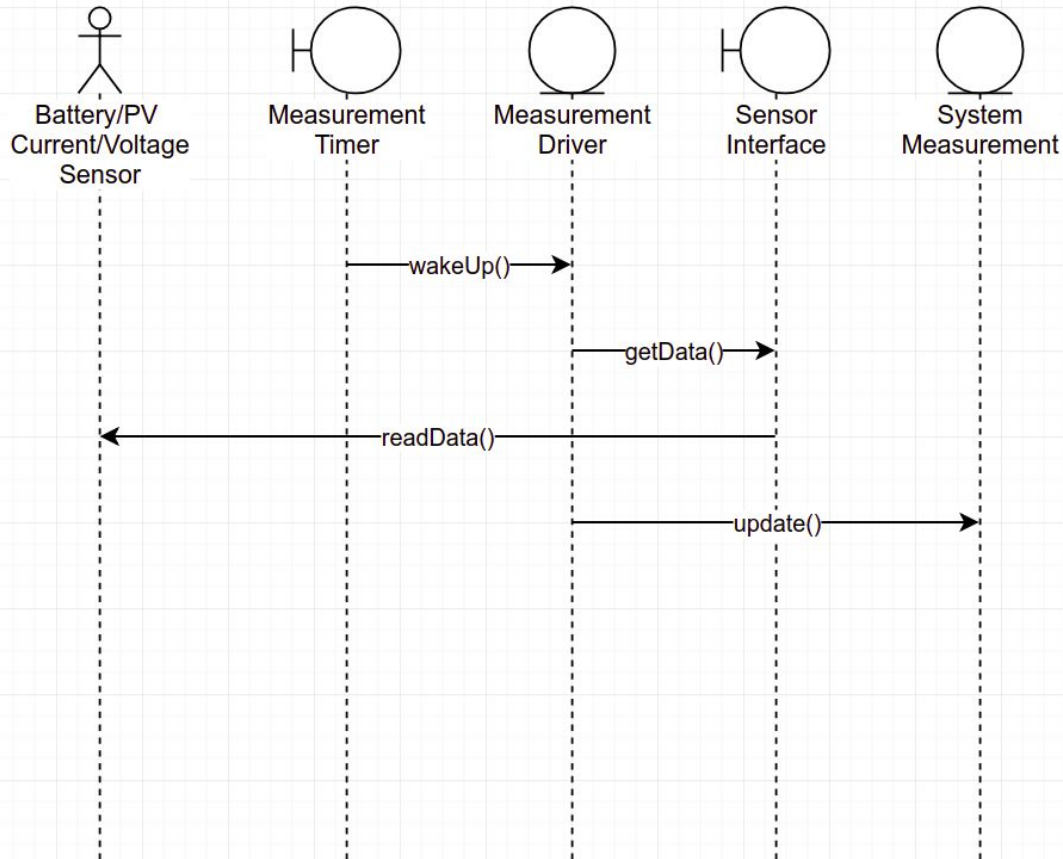 Battery/PV
Current/Voltage
Sensor
Measurement
Timer
Measurement
Driver
Sensor
Interface
System
Measurement
wakeUp()
getData()
readData()
update()